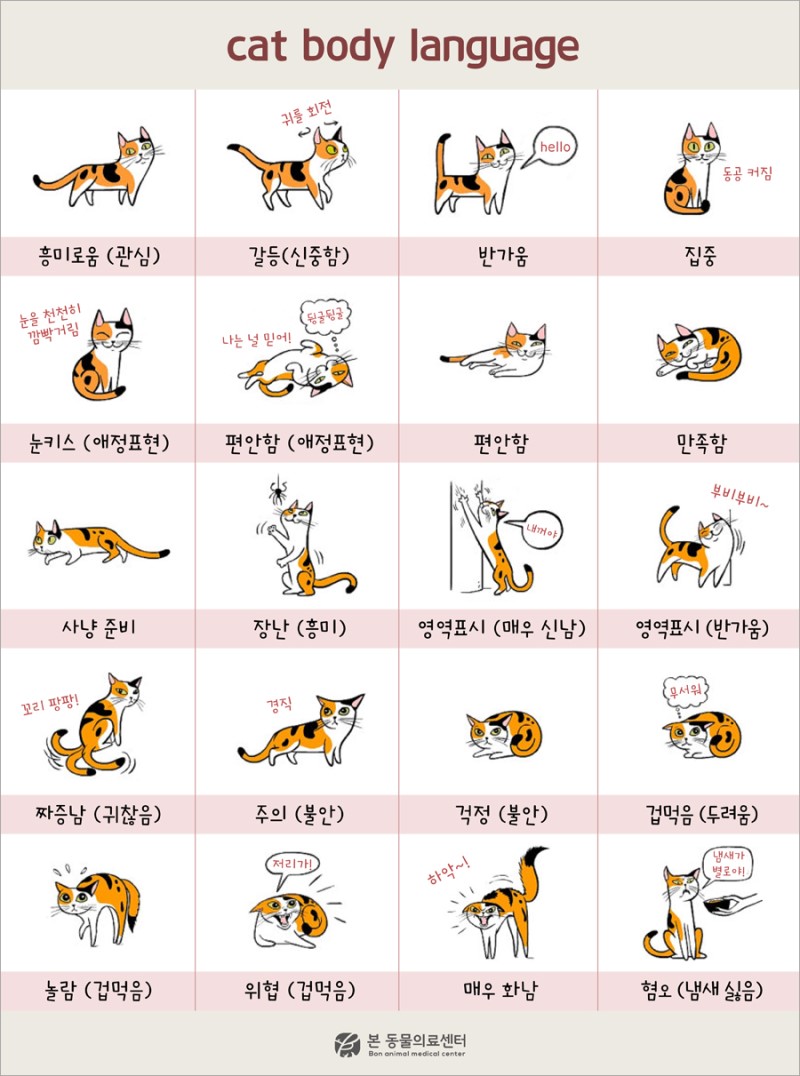 cat body language
귀를 회전
hello
동공 커짐
흥미로움 (관심)
갈등(신중함)
반가움
집중
눈을 천천히
깜빡거림
나는 널 믿어!
뒹굴뒹굴
눈키스 (애정표현)
편안함 (애정표현)
편안함
만족함
내꺼야
부비부비~
사냥 준비
장난 (흥미)
영역표시 (매우 신남)
영역표시 (반가움)
꼬리 팡팡!
경직
무서워
짜증남 (귀찮음)
주의 (불안)
걱정 (불안)
겁먹음 (두려움)
저리가!
하악~!
냄새가
별로야!
놀람 (겁먹음)
위협 (겁먹음)
매우 화남
혐오 (냄새 싫음)
본 동물의료센터
Bon animal medical center